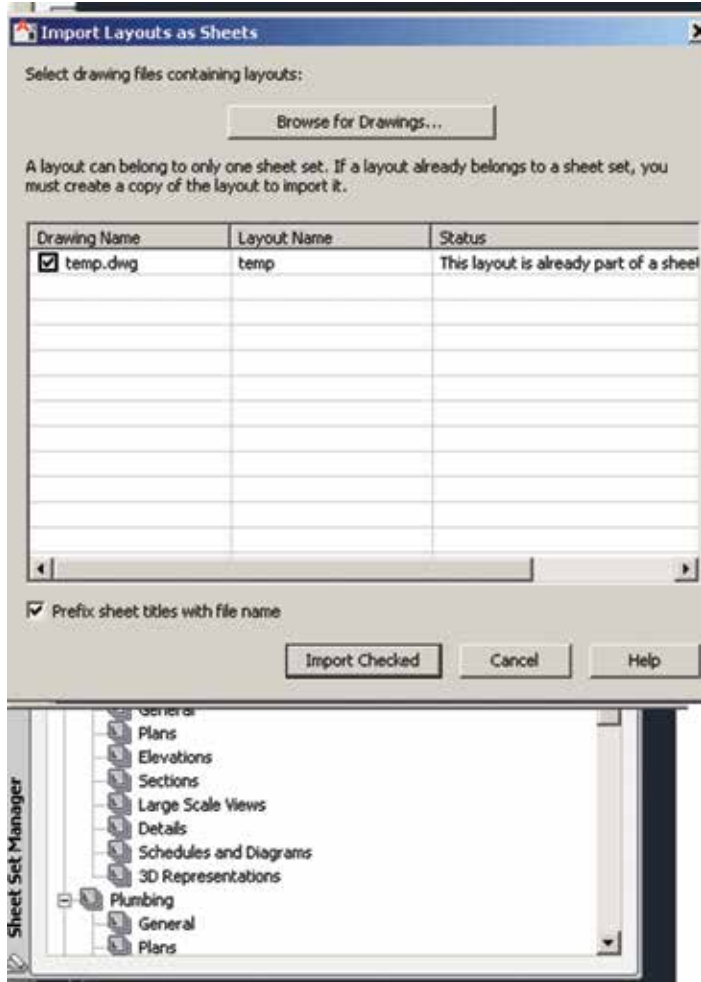 Import Layouts as Sheets
Select drawing files containing layouts:
Browse for Drawings...
A layout can belong to only one sheet set. If a layout already belongs to a sheet set, you
must create a copy of the layout to import it.
Drawing Name Layout Name Status
temp.dwg temp This layout is already part of a sheet
Prefix sheet titles with file name
Import Checked Cancel Help
General
Plans
Elevations
Sections
Large Scale Views
Details
Schedules and Diagrams
3D Representations
Plumbing
General
Plans
Sheet Set Manager